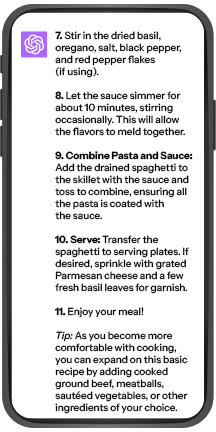 7. Stir in the dried basil,
oregano, salt, black pepper,
and red pepper flakes
(if using).
8. Let the sauce simmer for
about 10 minutes, stirring
occasionally. This will allow
the flavors to meld together.
9. Combine Pasta and Sauce:
Add the drained spaghetti to
the skillet with the sauce and
toss to combine, ensuring all
the pasta is coated with
the sauce.
10. Serve: Transfer the
spaghetti to serving plates. If
desired, sprinkle with grated
Parmesan cheese and a few
fresh basil leaves for garnish.
11. Enjoy your meal!
Tip: As you become more
comfortable with cooking,
you can expand on this basic
recipe by adding cooked
ground beef, meatballs,
sautéed vegetables, or other
ingredients of your choice.